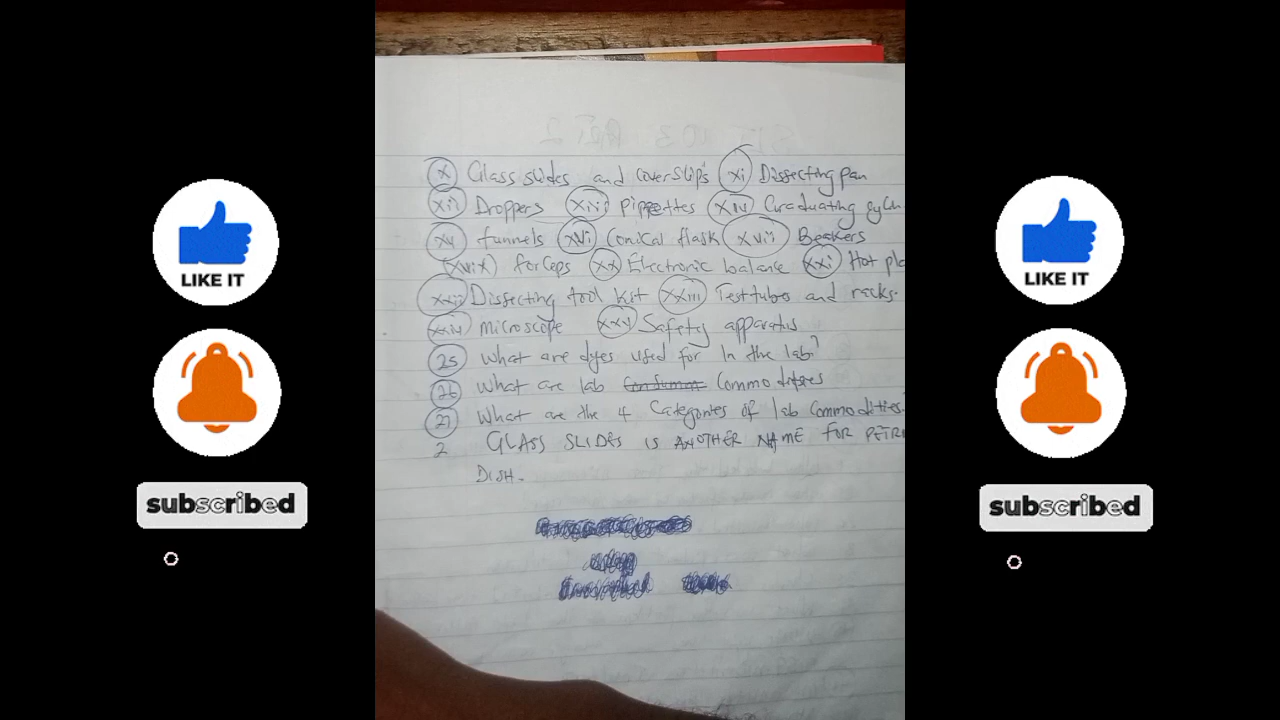 x Glass slides and coverslips xi Dissecting pan
xii Droppers xiii Pippettes xiv Graduating cylin
xv funnels xvi Conical flask xvii Beakers
xvix) forceps xx Electronic balance xxi Hot pla
xxii Dissecting tool kit xxiii Test tubes and racks.
xxiv microscope xxv Safety apparatus
25 What are dyes used for in the lab?
26 What are lab Commodities
27 What are the 4 Categories of lab Commodities.
2 GLASS SLIDES IS ANOTHER NAME FOR PETRI
DISH.
LIKE IT
subscribed
LIKE IT
subscribed